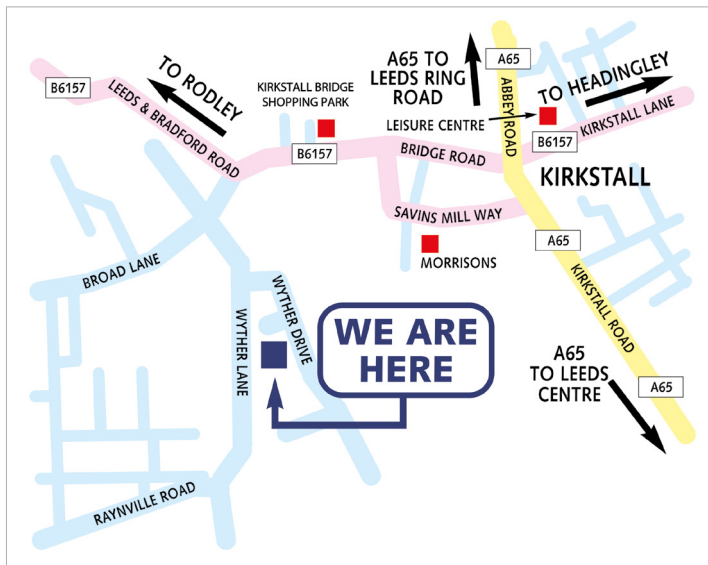 A65 TO
LEEDS RING
ROAD
A65
ABBEY ROAD
TO RODLEY
B6157
LEEDS & BRADFORD ROAD
KIRKSTALL BRIDGE
SHOPPING PARK
TO HEADINGLEY
LEISURE CENTRE
KIRKSTALL LANE
B6157
B6157
BRIDGE ROAD
KIRKSTALL
SAVINS MILL WAY
A65
MORRISONS
BROAD LANE
KIRKSTALL ROAD
WYTHER LANE
WYTHER DRIVE
WE ARE
HERE
A65
TO LEEDS
CENTRE
A65
RAYNVILLE ROAD